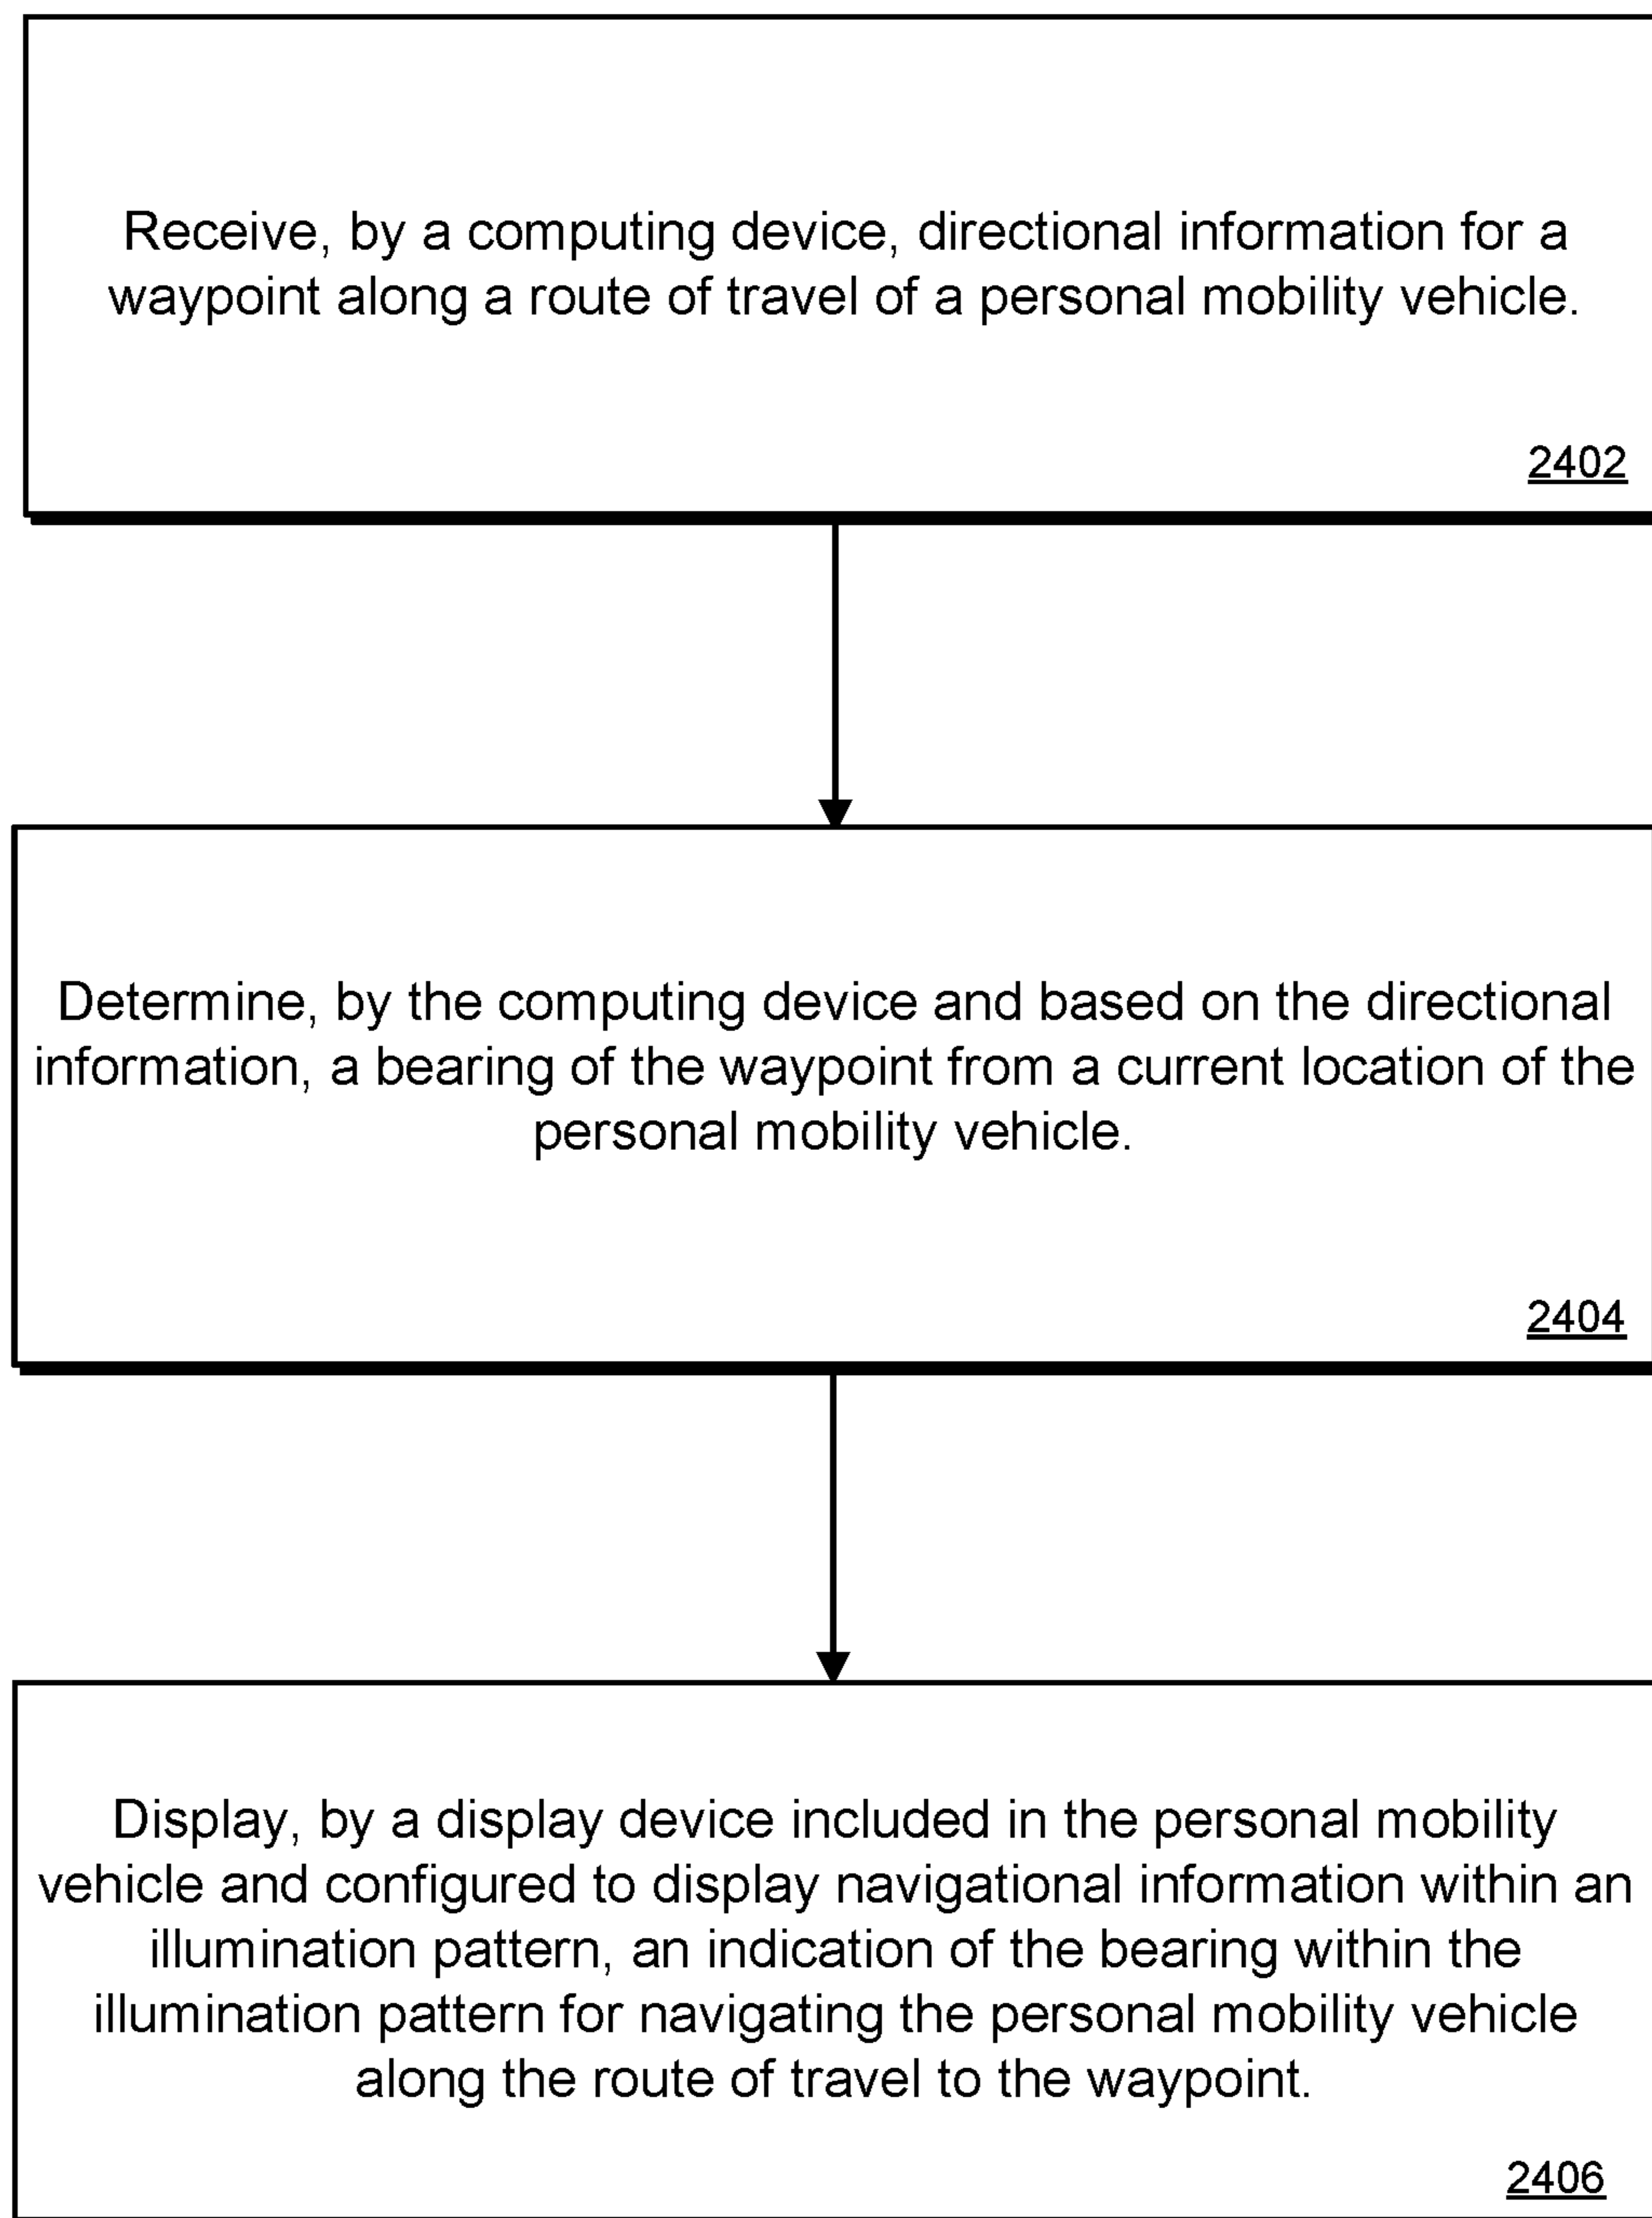 Receive, by a computing device, directional information for a
waypoint along a route of travel of a personal mobility vehicle.
2402
Determine, by the computing device and based on the directional
information, a bearing of the waypoint from a current location of the
personal mobility vehicle.
2404
Display, by a display device included in the personal mobility
vehicle and configured to display navigational information within an
illumination pattern, an indication of the bearing within the
illumination pattern for navigating the personal mobility vehicle
along the route of travel to the waypoint.
2406